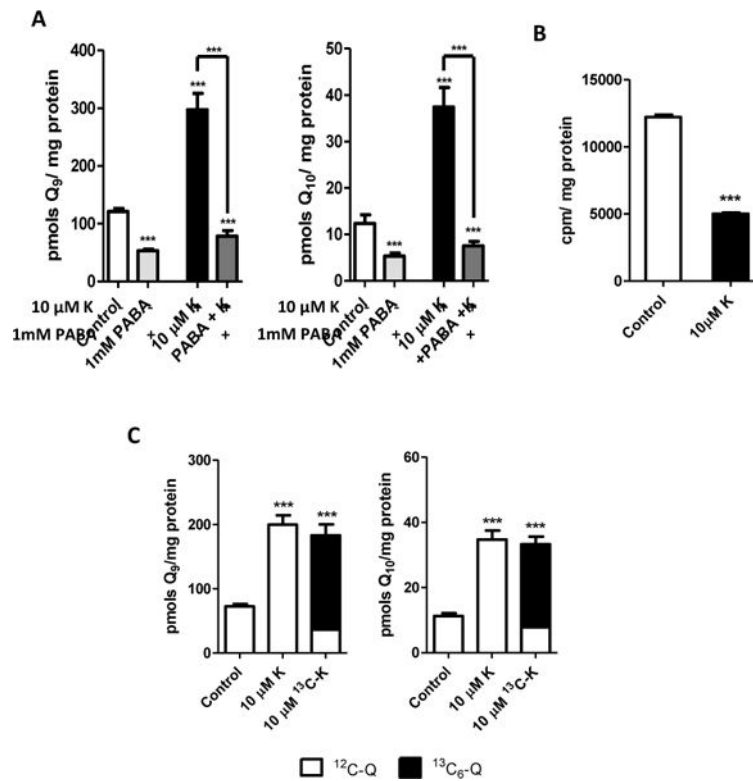 A
B
***
400
300
200
100
0
pmols Q9/ mg protein
***
***
***
10 µM K
1mM PABA
Control
1mM PABA
10 µM K
PABA + K
+
+
***
50
40
30
20
10
0
pmols Q10/ mg protein
***
***
***
10 µM K
1mM PABA
Control
1mM PABA
10 µM K
+PABA +K
+
+
15000
10000
5000
0
cpm/ mg protein
***
Control
10µM K
C
300
200
100
0
pmols Q9/mg protein
***
***
Control
10 µM K
10 µM 13C-K
60
40
20
0
pmols Q10/mg protein
***
***
Control
10 µM K
10 µM 13C-K
12C-Q
13C6-Q